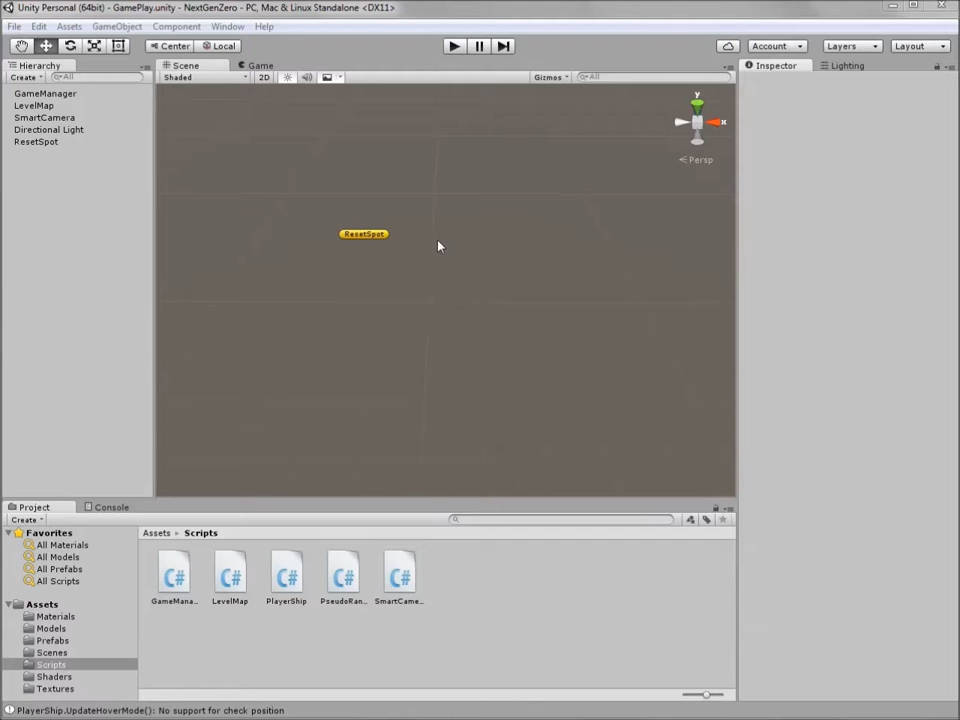 Unity Personal (64bit) - GamePlay.unity - NextGenZero - PC, Mac & Linux Standalone <DX11>
File Edit Assets GameObject Component Window Help
Center Local Account Layers Layout
Hierarchy Scene Game Inspector Lighting
Create All Shaded 2D Gizmos All
GameManager
LevelMap
SmartCamera
Directional Light
ResetSpot
y
x
Persp
ResetSpot
Project Console
Create
Favorites
All Materials
All Models
All Prefabs
All Scripts
Assets
Materials
Models
Prefabs
Scenes
Scripts
Shaders
Textures
Assets Scripts
C# C# C# C# C#
GameMana... LevelMap PlayerShip PseudoRan... SmartCame...
PlayerShip.UpdateHoverMode(): No support for check position